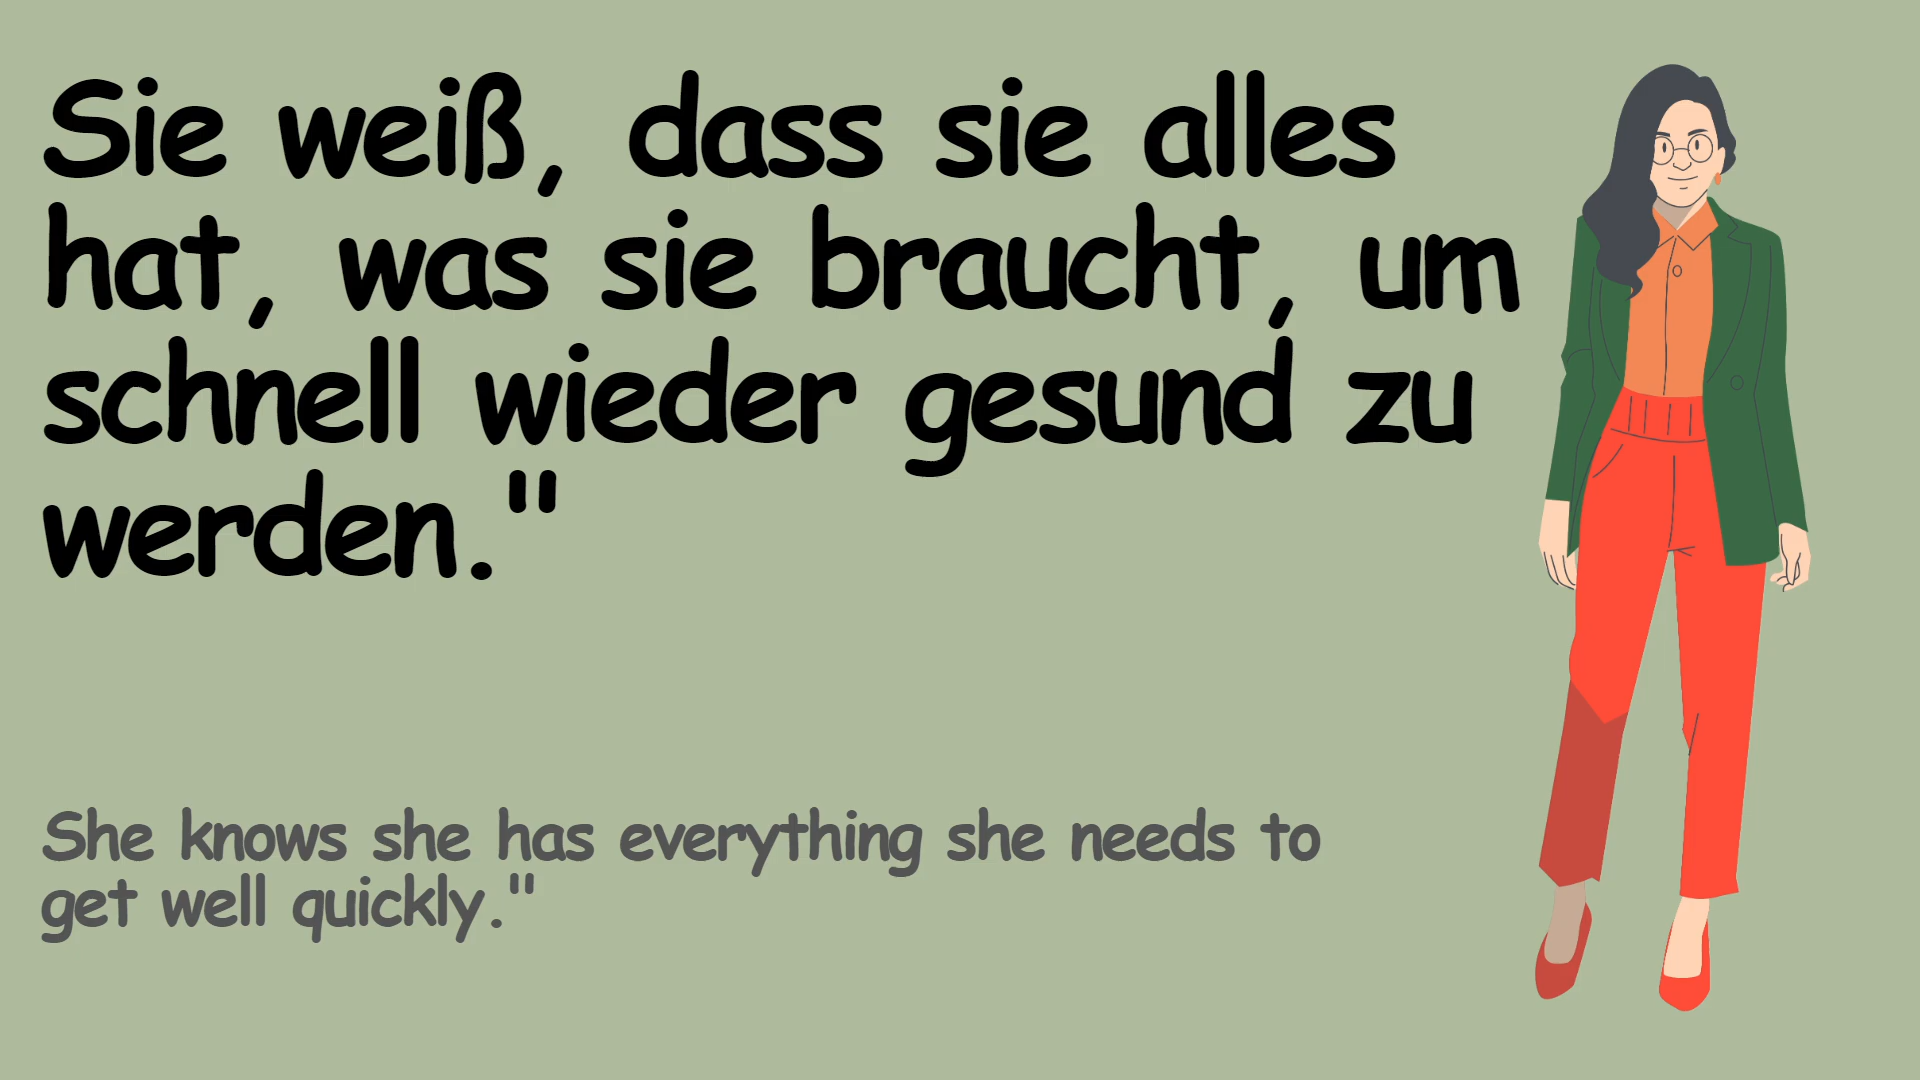 Sie weiß, dass sie alles
hat, was sie braucht, um
schnell wieder gesund zu
werden."
She knows she has everything she needs to
get well quickly."